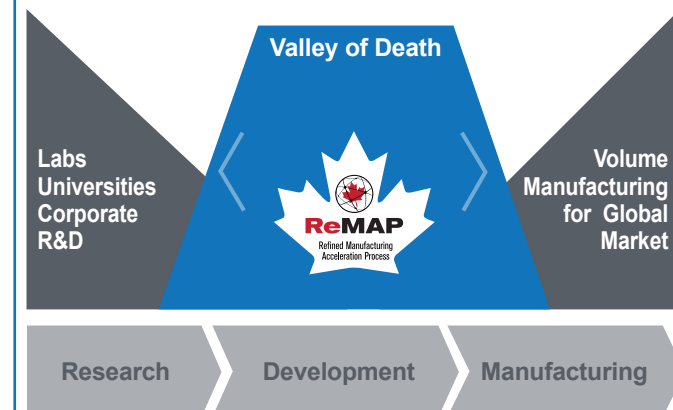 Valley of Death
Labs
Universities
Corporate
R&D
ReMAP
Refined Manufacturing
Acceleration Process
Volume
Manufacturing
for Global
Market
Research
Development
Manufacturing